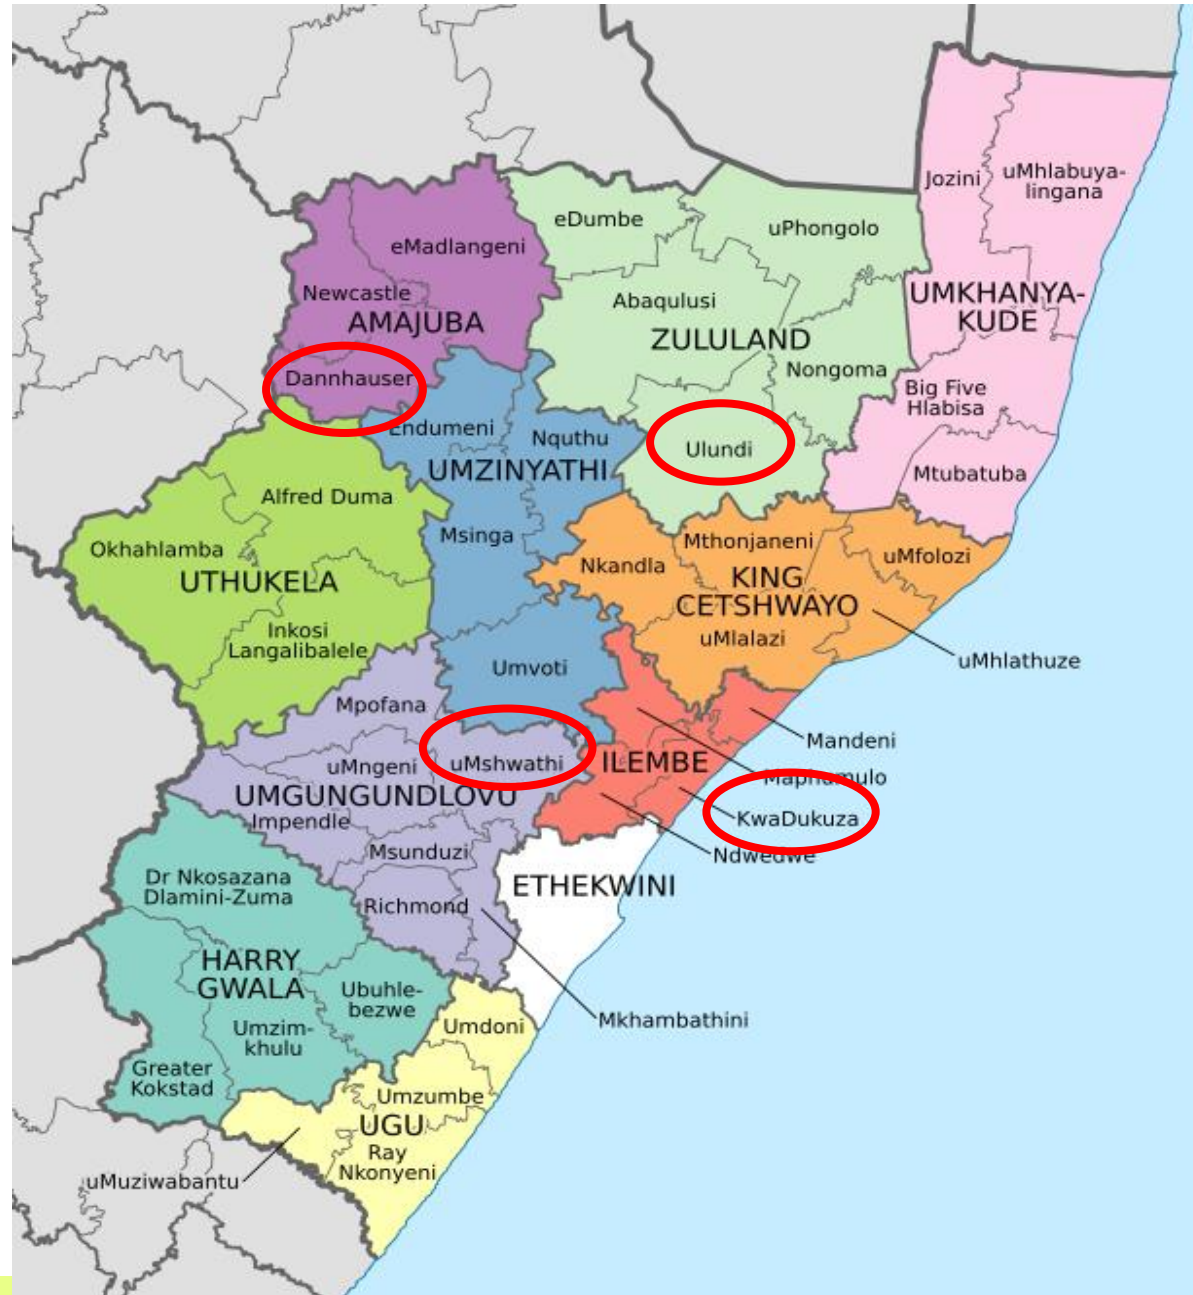 Jozini
uMhlabuya-
lingana
eDumbe
uPhongolo
eMadlangeni
Newcastle
AMAJUBA
Abaqulusi
ZULULAND
UMKHANYA-
KUDE
Nongoma
Dannhauser
Big Five
Hlabisa
Endumeni
Nquthu
Ulundi
UMZINYATHI
Mtubatuba
Alfred Duma
Msinga
Mthonjaneni
uMfolozi
Okhahlamba
UTHUKELA
Nkandla
KING
CETSHWAYO
Inkosi
Langalibalele
uMlalazi
uMhlathuze
Umvoti
Mpofana
Mandeni
uMngeni
uMshwathi
ILEMBE
Maphumulo
UMGUNGUNDLOVU
Impendle
KwaDukuza
Msunduzi
Ndwedwe
Dr Nkosazana
Dlamini-Zuma
Richmond
ETHEKWINI
HARRY
GWALA
Ubuhle-
bezwe
Umzim-
khulu
Umdoni
Mkhambathini
Greater
Kokstad
Umzumbe
UGU
Ray
Nkonyeni
uMuziwabantu